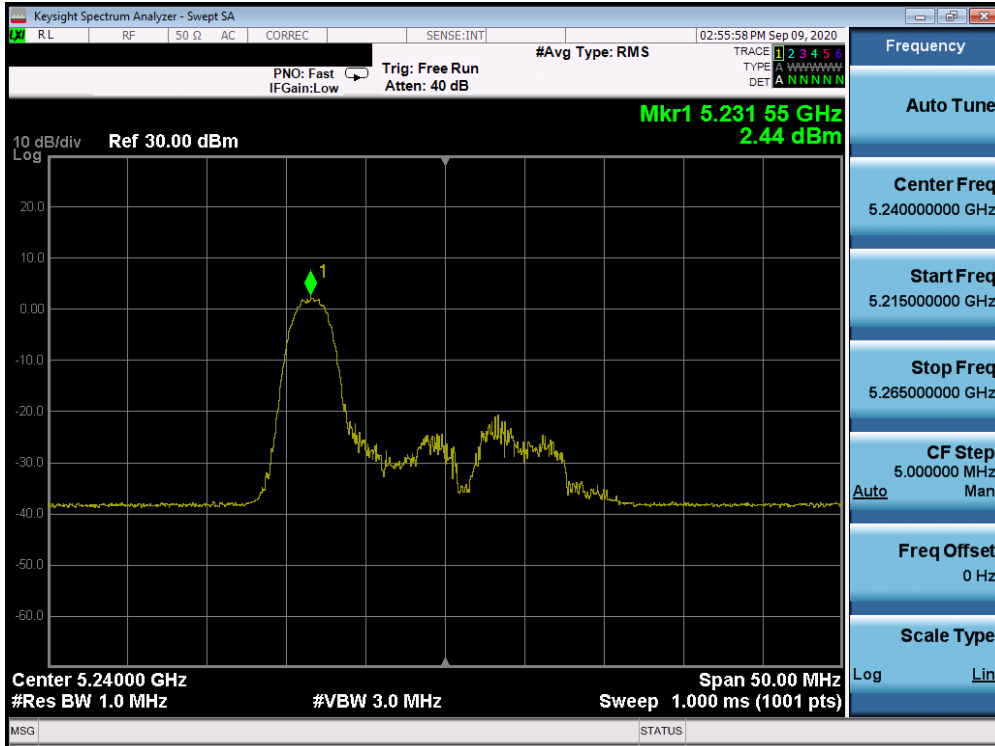 Keysight Spectrum Analyzer - Swept SA
LXI RL RF 50 Ω AC CORREC SENSE:INT 02:55:58 PM Sep 09, 2020
#Avg Type: RMS TRACE 1 2 3 4 5 6
PNO: Fast Trig: Free Run TYPE A WWWWW
IFGain:Low Atten: 40 dB DET A N N N N N
Mkr1 5.231 55 GHz
2.44 dBm
10 dB/div Ref 30.00 dBm
Log
20.0
10.0
1
0.00
-10.0
-20.0
-30.0
-40.0
-50.0
-60.0
Center 5.24000 GHz Span 50.00 MHz
#Res BW 1.0 MHz #VBW 3.0 MHz Sweep 1.000 ms (1001 pts)
MSG STATUS
Frequency
Auto Tune
Center Freq
5.240000000 GHz
Start Freq
5.215000000 GHz
Stop Freq
5.265000000 GHz
CF Step
5.000000 MHz
Auto Man
Freq Offset
0 Hz
Scale Type
Log Lin